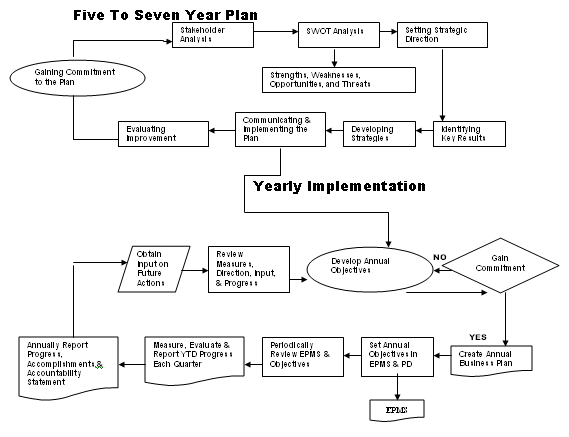 Five To Seven Year Plan
Stakeholder
Analysis
SWOT Analysis
Setting Strategic
Direction
Gaining Commitment
to the Plan
Strengths, Weaknesses,
Opportunities, and Threats
Evaluating
Improvement
Communicating &
Implementing the
Plan
Developing
Strategies
Identifying
Key Results
Yearly Implementation
Obtain
Input on
Future
Actions
Review
Measures,
Direction, Input,
& Progress
Develop Annual
Objectives
NO
Gain
Commitment
YES
Annually Report
Progress,
Accomplishments,&
Accountability
Statement
Measure, Evaluate &
Report YTD Progress
Each Quarter
Periodically
Review EPMS &
Objectives
Set Annual
Objectives in
EPMS & PD
Create Annual
Business Plan
EPMS